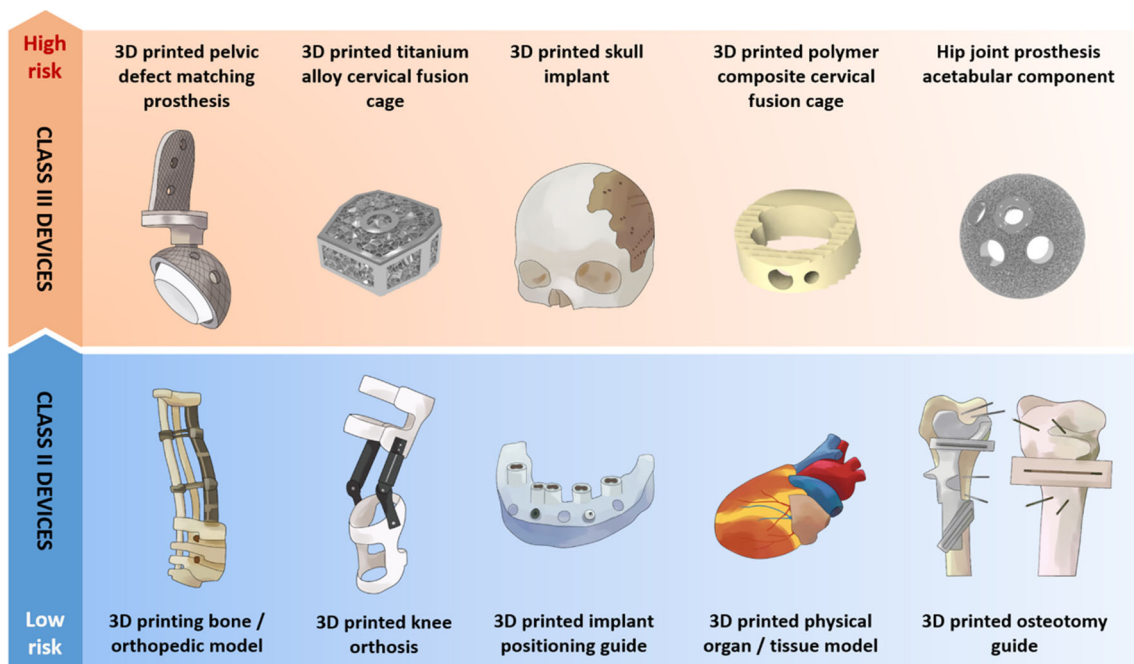 High
risk
CLASS III DEVICES
3D printed pelvic
defect matching
prosthesis
3D printed titanium
alloy cervical fusion
cage
3D printed skull
implant
3D printed polymer
composite cervical
fusion cage
Hip joint prosthesis
acetabular component
CLASS II DEVICES
Low
risk
3D printing bone /
orthopedic model
3D printed knee
orthosis
3D printed implant
positioning guide
3D printed physical
organ / tissue model
3D printed osteotomy
guide